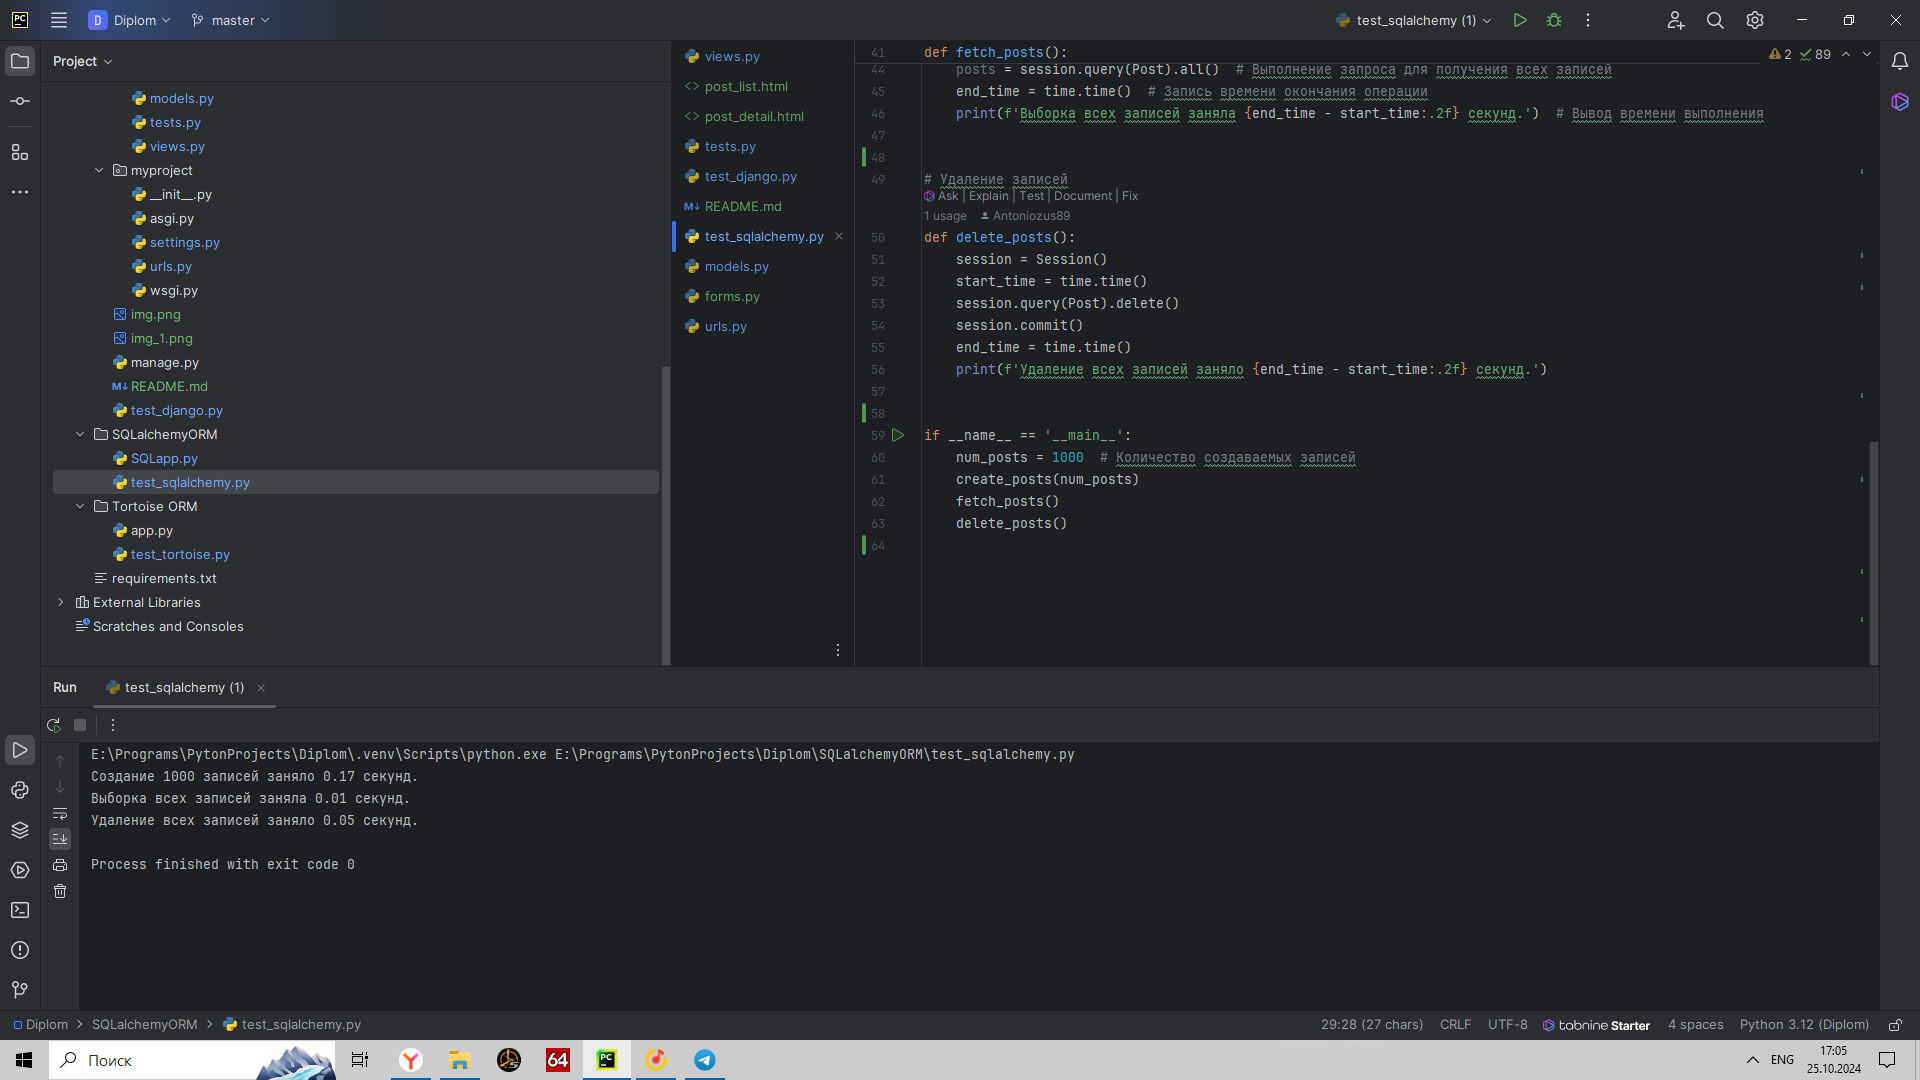 PC
D Diplom
master
test_sqlalchemy (1)
Project
models.py
tests.py
views.py
myproject
__init__.py
asgi.py
settings.py
urls.py
wsgi.py
img.png
img_1.png
manage.py
M↓ README.md
test_django.py
SQLalchemyORM
SQLapp.py
test_sqlalchemy.py
Tortoise ORM
app.py
test_tortoise.py
requirements.txt
External Libraries
Scratches and Consoles
views.py
<> post_list.html
<> post_detail.html
tests.py
test_django.py
M↓ README.md
test_sqlalchemy.py
models.py
forms.py
urls.py
2 89
41 def fetch_posts():
44 posts = session.query(Post).all()  # Выполнение запроса для получения всех записей
45 end_time = time.time()  # Запись времени окончания операции
46 print(f'Выборка всех записей заняла {end_time - start_time:.2f} секунд.')  # Вывод времени выполнения
47
48
49 # Удаление записей
Ask | Explain | Test | Document | Fix
1 usage Antoniozus89
50 def delete_posts():
51 session = Session()
52 start_time = time.time()
53 session.query(Post).delete()
54 session.commit()
55 end_time = time.time()
56 print(f'Удаление всех записей заняло {end_time - start_time:.2f} секунд.')
57
58
59 if __name__ == '__main__':
60 num_posts = 1000  # Количество создаваемых записей
61 create_posts(num_posts)
62 fetch_posts()
63 delete_posts()
64
Run
test_sqlalchemy (1)
E:\Programs\PytonProjects\Diplom\.venv\Scripts\python.exe E:\Programs\PytonProjects\Diplom\SQLalchemyORM\test_sqlalchemy.py
Создание 1000 записей заняло 0.17 секунд.
Выборка всех записей заняла 0.01 секунд.
Удаление всех записей заняло 0.05 секунд.
Process finished with exit code 0
Diplom > SQLalchemyORM > test_sqlalchemy.py
29:28 (27 chars)
CRLF
UTF-8
tabnine Starter
4 spaces
Python 3.12 (Diplom)
Поиск
64
PC
ENG
17:05
25.10.2024